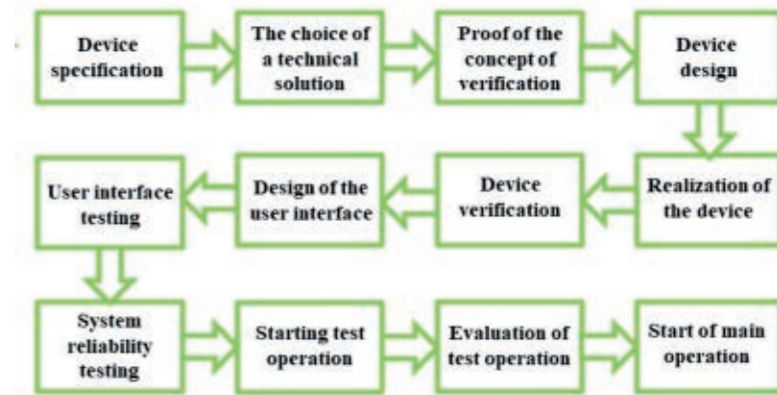 Device
specification
The choice of
a technical
solution
Proof of the
concept of
verification
Device
design
User interface
testing
Design of the
user interface
Device
verification
Realization of
the device
System
reliability
testing
Starting test
operation
Evaluation of
test operation
Start of main
operation